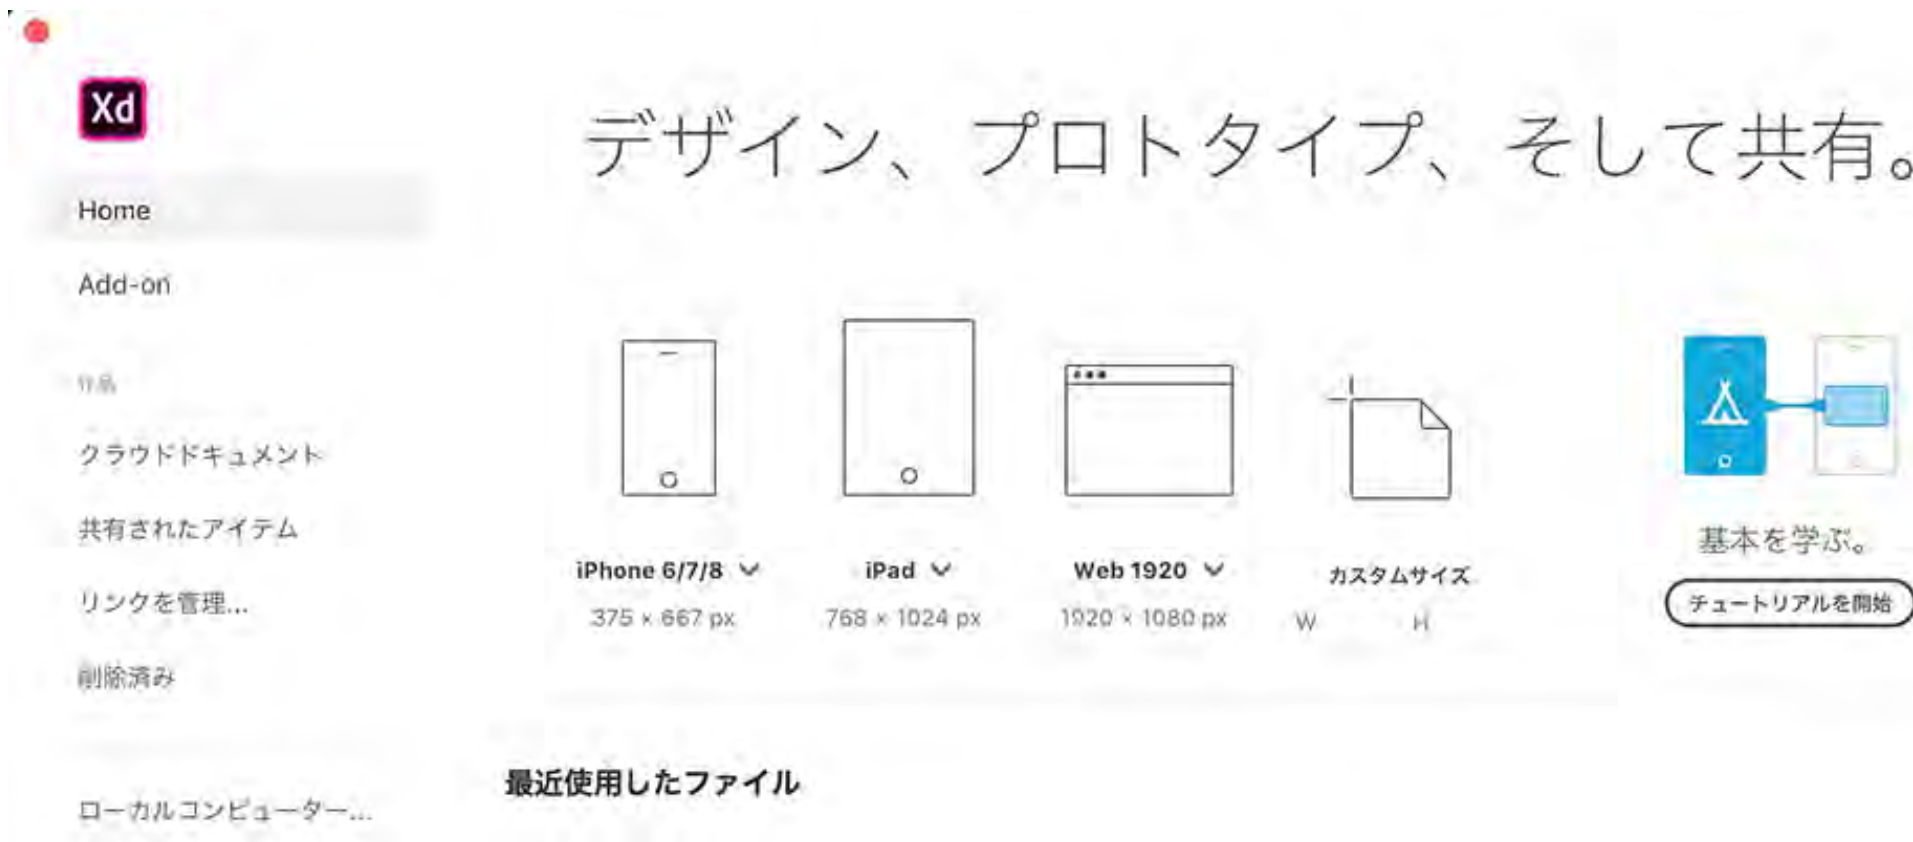 Xd
Home
Add-on
作品
クラウドドキュメント
共有されたアイテム
リンクを管理...
削除済み
ローカルコンピューター...
デザイン、プロトタイプ、そして共有。
iPhone 6/7/8
375 × 667 px
iPad
768 × 1024 px
Web 1920
1920 × 1080 px
カスタムサイズ
W H
基本を学ぶ。
チュートリアルを開始
最近使用したファイル